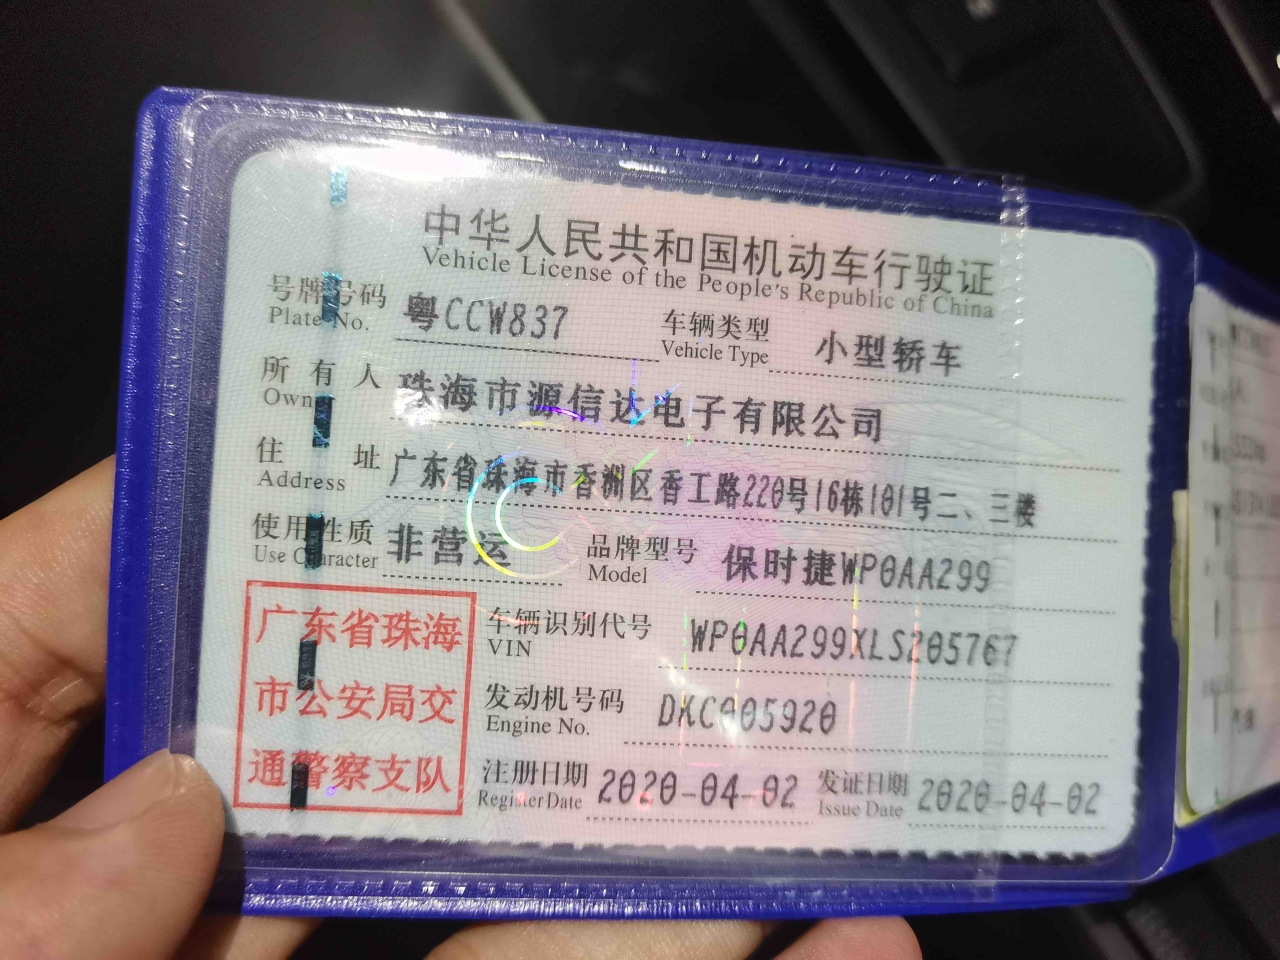 中华人民共和国机动车行驶证
Vehicle License of the People's Republic of China
号牌号码 粤CCW837 车辆类型 小型轿车
Plate No. Vehicle Type
所有人 珠海市源信达电子有限公司
Own
住址 广东省珠海市香洲区香工路220号16栋101号二、三楼
Address
使用性质 非营运 品牌型号 保时捷WP0AA299
Use Character Model
广东省珠海
市公安局交
通警察支队
车辆识别代号 WP0AA299XLS205767
VIN
发动机号码 DKC005920
Engine No.
注册日期 2020-04-02 发证日期 2020-04-02
Register Date Issue Date